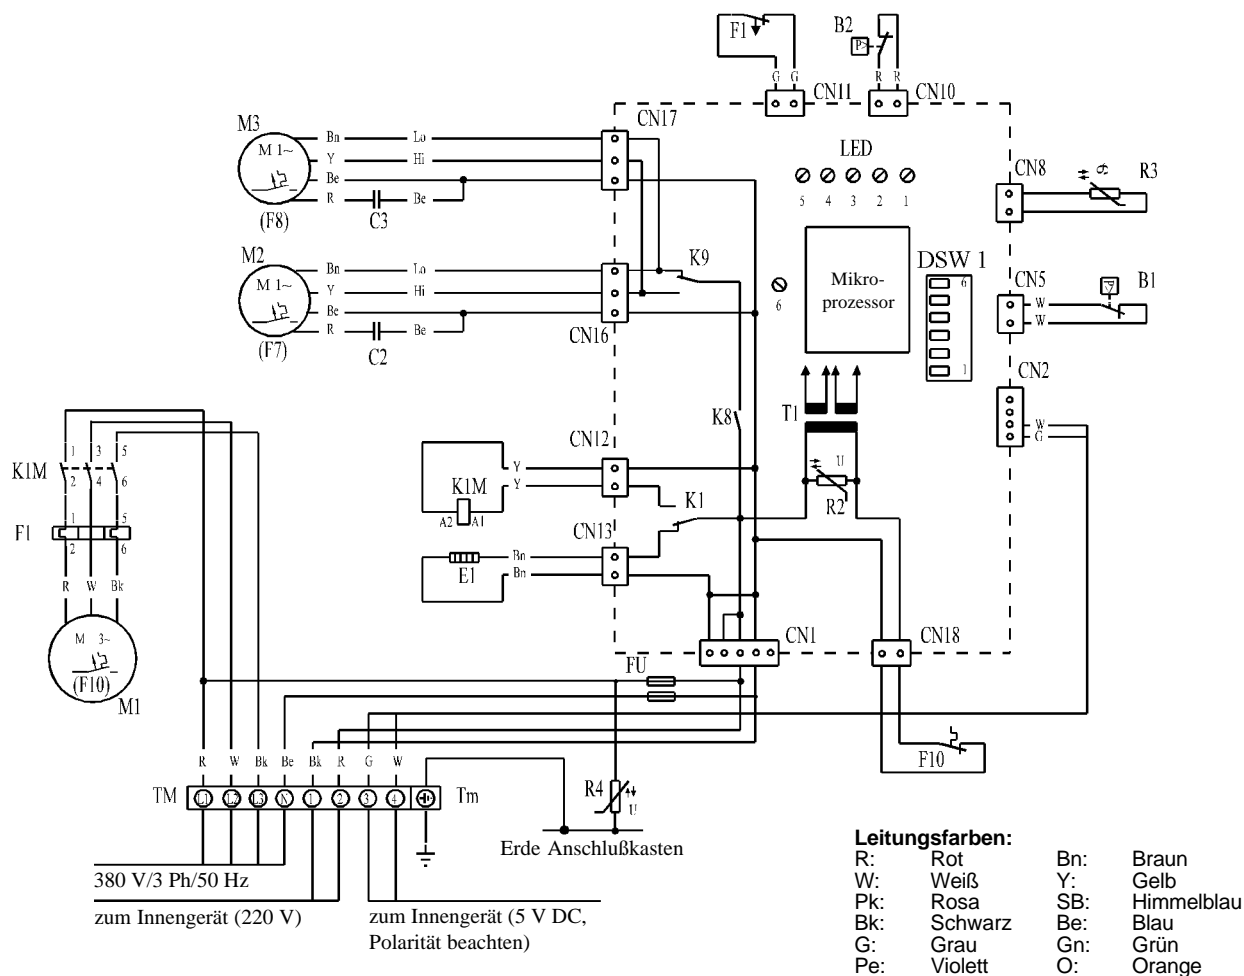 F1
B2
P>
G G
R R
CN11
CN10
CN17
M3
Bn Lo
M 1~
Y Hi
Be
R Be
(F8)
C3
LED
5 4 3 2 1
CN8
R3
M2
Bn Lo
M 1~
Y Hi
Be
R Be
(F7)
C2
CN16
K9
6
Mikro-
prozessor
DSW 1
6
1
CN5
B1
W
W
CN2
W
G
T1
K8
CN12
Y
Y
K1M
A2 A1
K1
U
R2
CN13
Bn
Bn
E1
1 3 5
K1M
2 4 6
1 5
F1
2 6
R W Bk
M 3~
(F10)
M1
CN1
CN18
FU
F10
R W Bk Be Bk R G W
TM
L1 L2 L3 N 1 2 3 4
Tm
R4
U
Erde Anschlußkasten
380 V/3 Ph/50 Hz
zum Innengerät (220 V)
zum Innengerät (5 V DC,
Polarität beachten)
Leitungsfarben:
R: Rot Bn: Braun
W: Weiß Y: Gelb
Pk: Rosa SB: Himmelblau
Bk: Schwarz Be: Blau
G: Grau Gn: Grün
Pe: Violett O: Orange